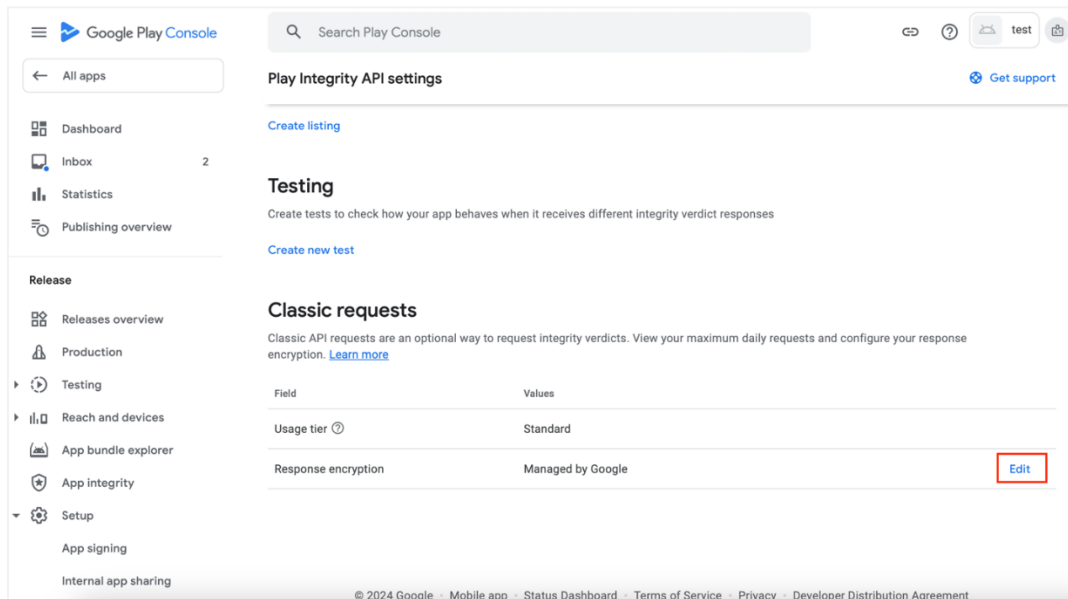 Google Play Console
Search Play Console
test
All apps
Play Integrity API settings
Get support
Dashboard
Inbox 2
Statistics
Publishing overview
Release
Releases overview
Production
Testing
Reach and devices
App bundle explorer
App integrity
Setup
App signing
Internal app sharing
Create listing
Testing
Create tests to check how your app behaves when it receives different integrity verdict responses
Create new test
Classic requests
Classic API requests are an optional way to request integrity verdicts. View your maximum daily requests and configure your response
encryption. Learn more
Field Values
Usage tier Standard
Response encryption Managed by Google Edit
© 2024 Google · Mobile app · Status Dashboard · Terms of Service · Privacy · Developer Distribution Agreement